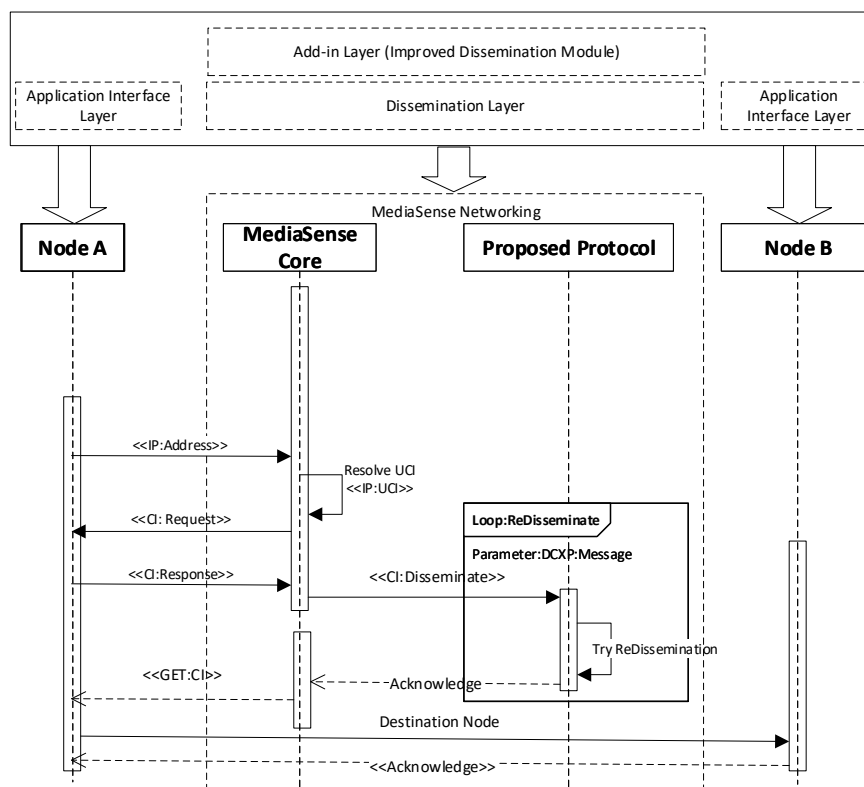 Add-in Layer (Improved Dissemination Module)
Application Interface
Layer
Dissemination Layer
Application
Interface Layer
MediaSense Networking
Node A
MediaSense
Core
Proposed Protocol
Node B
<<IP:Address>>
Resolve UCI
<<IP:UCI>>
<<CI: Request>>
Loop:ReDisseminate
Parameter:DCXP:Message
<<CI:Response>>
<<CI:Disseminate>>
Try ReDissemination
<<GET:CI>>
Acknowledge
Destination Node
<<Acknowledge>>